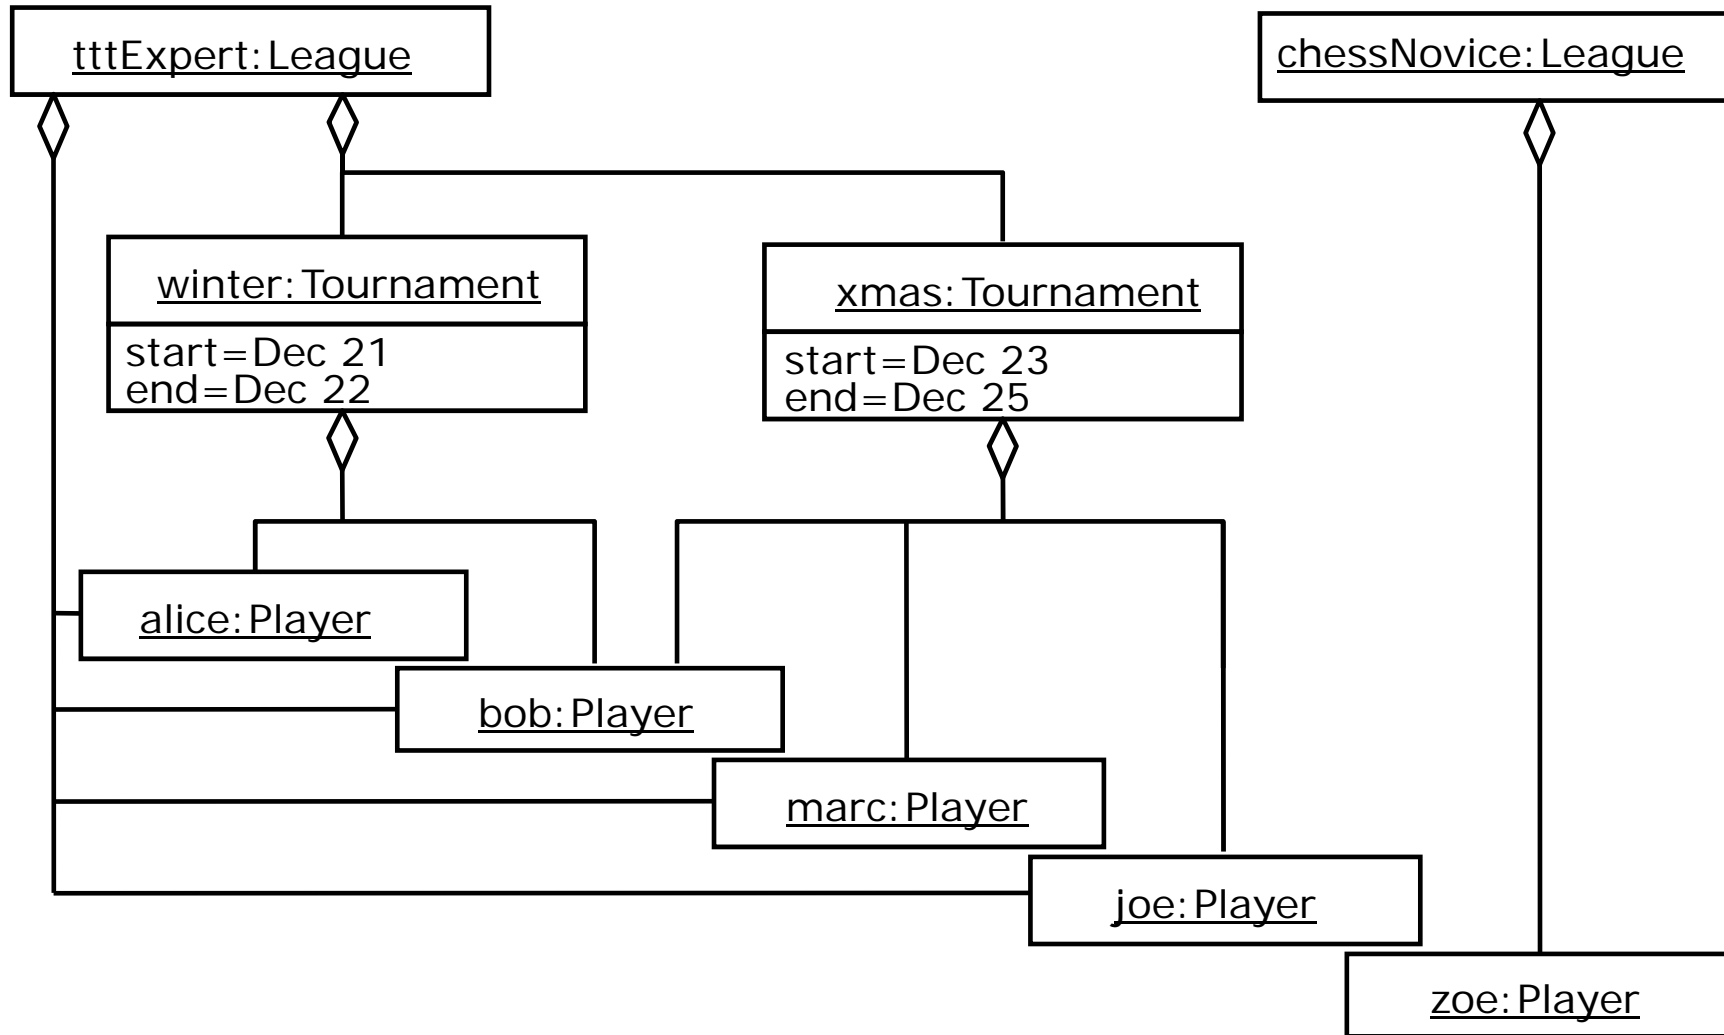 tttExpert:League
chessNovice:League
winter:Tournament
start=Dec 21
end=Dec 22
xmas:Tournament
start=Dec 23
end=Dec 25
alice:Player
bob:Player
marc:Player
joe:Player
zoe:Player